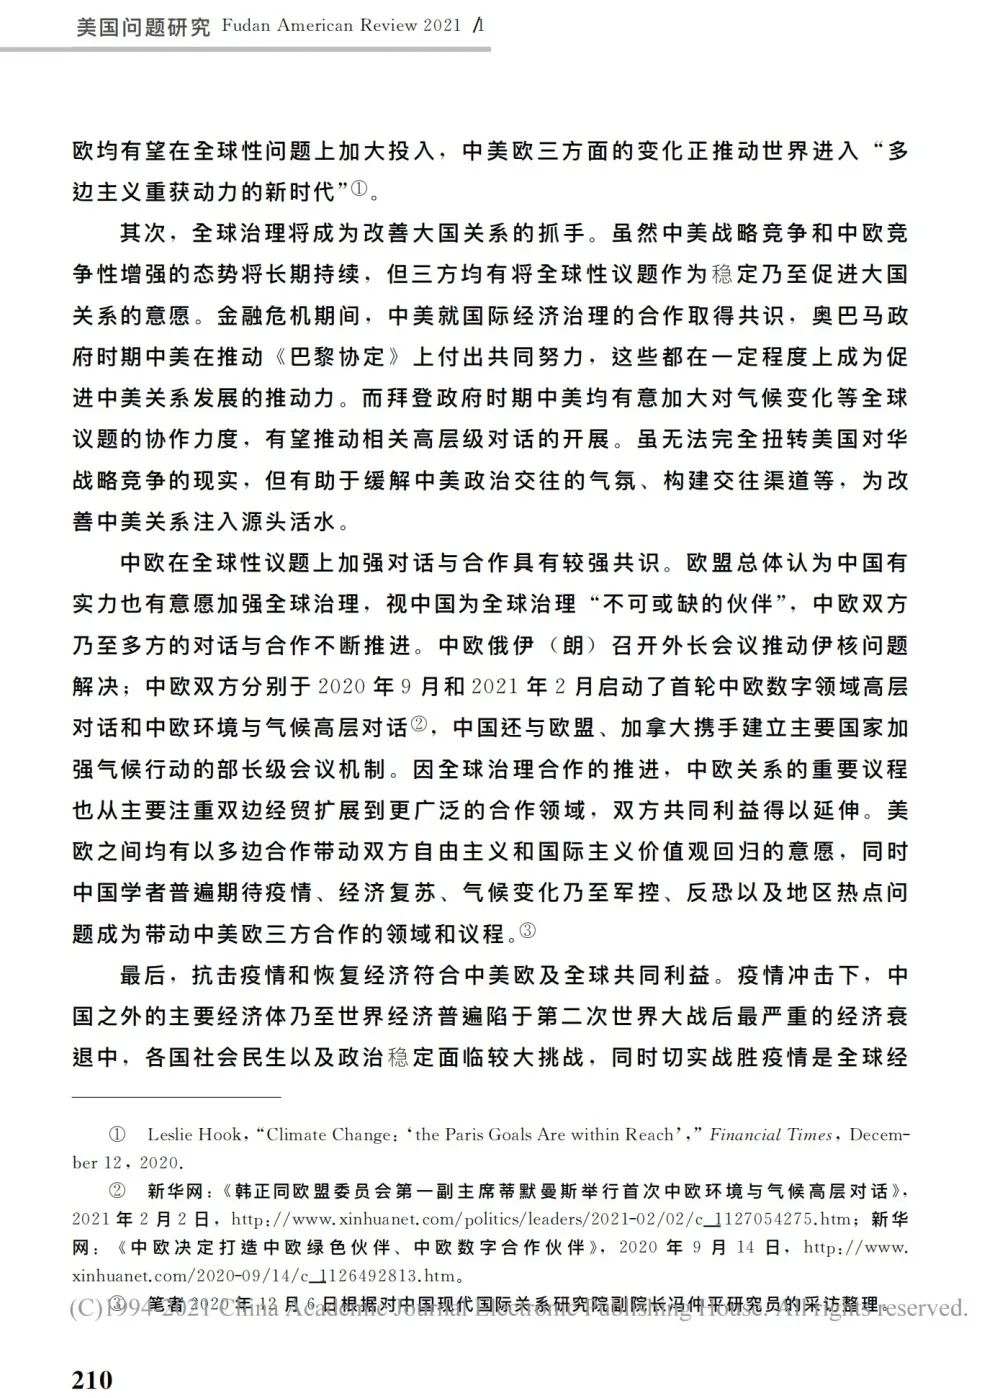 美国问题研究 Fudan American Review 2021 /1
欧均有望在全球性问题上加大投入，中美欧三方面的变化正推动世界进入“多
边主义重获动力的新时代”①。
其次，全球治理将成为改善大国关系的抓手。虽然中美战略竞争和中欧竞
争性增强的态势将长期持续，但三方均有将全球性议题作为稳定乃至促进大国
关系的意愿。金融危机期间，中美就国际经济治理的合作取得共识，奥巴马政
府时期中美在推动《巴黎协定》上付出共同努力，这些都在一定程度上成为促
进中美关系发展的推动力。而拜登政府时期中美均有意加大对气候变化等全球
议题的协作力度，有望推动相关高层级对话的开展。虽无法完全扭转美国对华
战略竞争的现实，但有助于缓解中美政治交往的气氛、构建交往渠道等，为改
善中美关系注入源头活水。
中欧在全球性议题上加强对话与合作具有较强共识。欧盟总体认为中国有
实力也有意愿加强全球治理，视中国为全球治理“不可或缺的伙伴”，中欧双方
乃至多方的对话与合作不断推进。中欧俄伊（朗）召开外长会议推动伊核问题
解决；中欧双方分别于 2020 年 9 月和 2021 年 2 月启动了首轮中欧数字领域高层
对话和中欧环境与气候高层对话②，中国还与欧盟、加拿大携手建立主要国家加
强气候行动的部长级会议机制。因全球治理合作的推进，中欧关系的重要议程
也从主要注重双边经贸扩展到更广泛的合作领域，双方共同利益得以延伸。美
欧之间均有以多边合作带动双方自由主义和国际主义价值观回归的意愿，同时
中国学者普遍期待疫情、经济复苏、气候变化乃至军控、反恐以及地区热点问
题成为带动中美欧三方合作的领域和议程。③
最后，抗击疫情和恢复经济符合中美欧及全球共同利益。疫情冲击下，中
国之外的主要经济体乃至世界经济普遍陷于第二次世界大战后最严重的经济衰
退中，各国社会民生以及政治稳定面临较大挑战，同时切实战胜疫情是全球经
① Leslie Hook, “Climate Change: ‘the Paris Goals Are within Reach’,” Financial Times, Decem-
ber 12, 2020.
② 新华网：《韩正同欧盟委员会第一副主席蒂默曼斯举行首次中欧环境与气候高层对话》，
2021 年 2 月 2 日，http://www.xinhuanet.com/politics/leaders/2021-02/02/c_1127054275.htm；新华
网：《中欧决定打造中欧绿色伙伴、中欧数字合作伙伴》，2020 年 9 月 14 日，http://www.
xinhuanet.com/2020-09/14/c_1126492813.htm。
③ 笔者 2020 年 12 月 6 日根据对中国现代国际关系研究院副院长冯仲平研究员的采访整理。
(C)1994-2021 China Academic Journal Electronic Publishing House. All rights reserved.
210